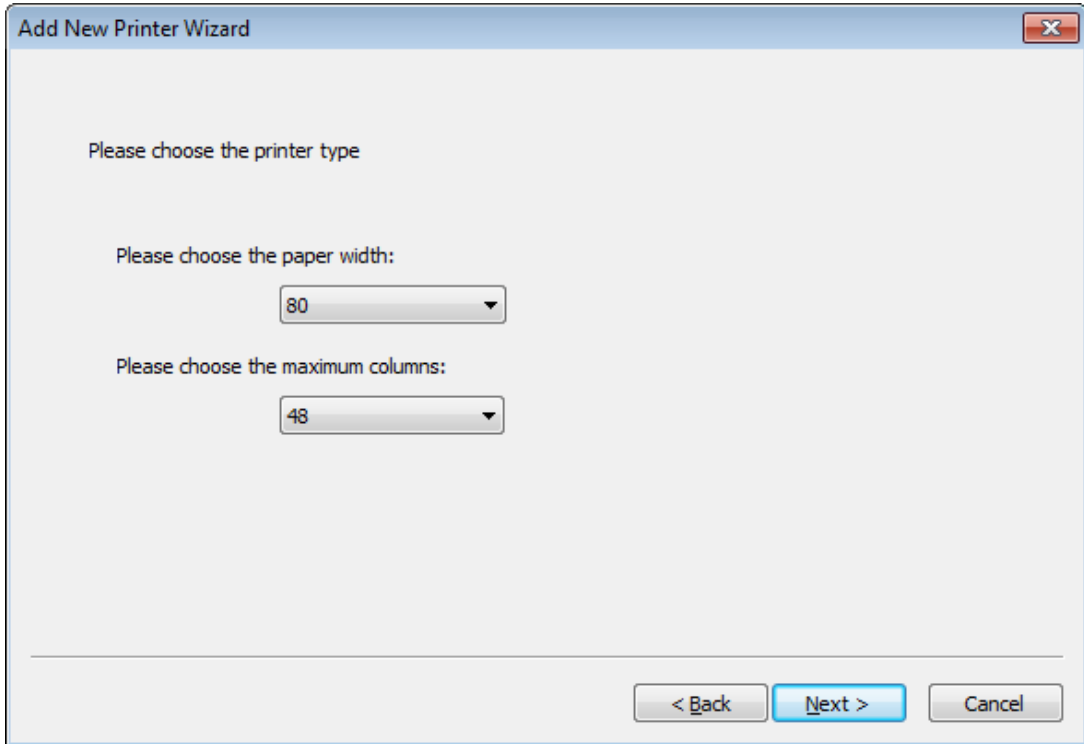 Add New Printer Wizard
Please choose the printer type
Please choose the paper width:
80
Please choose the maximum columns:
48
< Back Next > Cancel